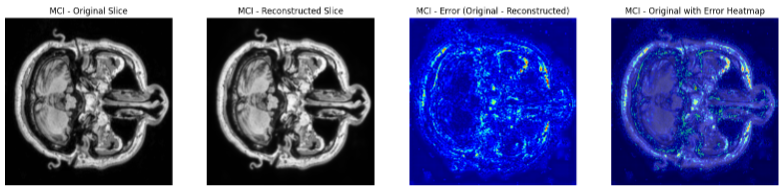 MCI - Original Slice
MCI - Reconstructed Slice
MCI - Error (Original - Reconstructed)
MCI - Original with Error Heatmap